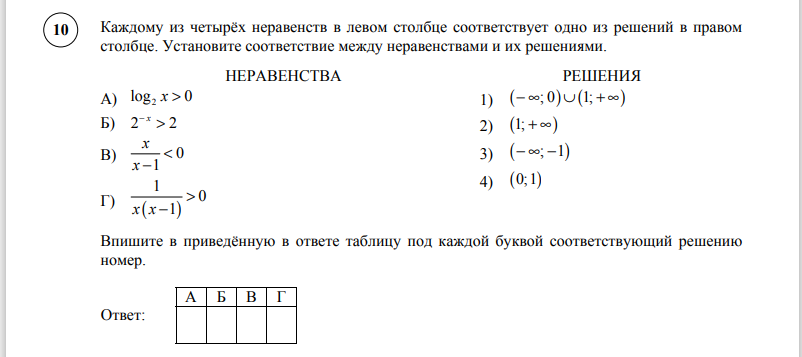 10
Каждому из четырёх неравенств в левом столбце соответствует одно из решений в правом
столбце. Установите соответствие между неравенствами и их решениями.
НЕРАВЕНСТВА РЕШЕНИЯ
А) log₂ x > 0 1) (−∞; 0)∪(1; +∞)
Б) 2⁻ˣ > 2 2) (1; +∞)
В) x/(x−1) < 0 3) (−∞; −1)
Г) 1/(x(x−1)) > 0 4) (0; 1)
Впишите в приведённую в ответе таблицу под каждой буквой соответствующий решению
номер.
А Б В Г
Ответ: